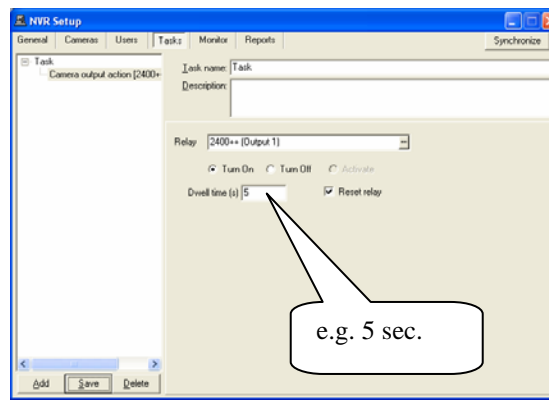 NVR Setup
General Cameras Users Tasks Monitor Reports Synchronize
Task
Camera output action [2400+
Task name: Task
Description:
Relay 2400++ (Output 1)
Turn On Turn Off Activate
Dwell time (s) 5 Reset relay
e.g. 5 sec.
Add Save Delete